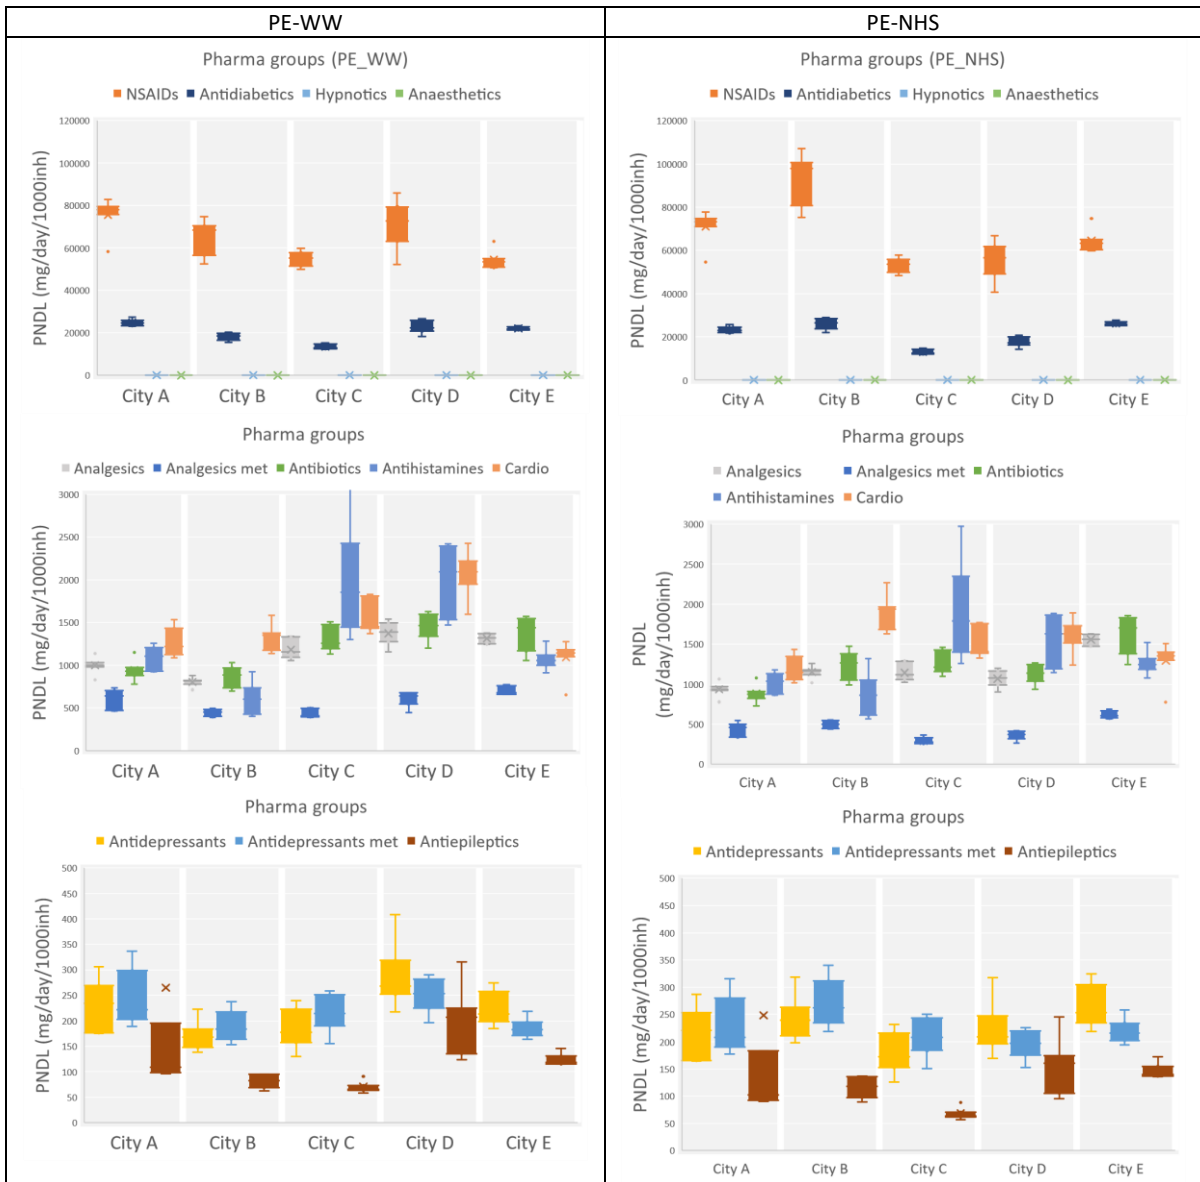 PE-WW
PE-NHS
Pharma groups (PE_WW)
NSAIDs Antidiabetics Hypnotics Anaesthetics
PNDL (mg/day/1000inh)
120000
100000
80000
60000
40000
20000
0
City A City B City C City D City E
Pharma groups (PE_NHS)
NSAIDs Antidiabetics Hypnotics Anaesthetics
PNDL (mg/day/1000inh)
120000
100000
80000
60000
40000
20000
0
City A City B City C City D City E
Pharma groups
Analgesics Analgesics met Antibiotics Antihistamines Cardio
PNDL (mg/day/1000inh)
3000
2500
2000
1500
1000
500
0
City A City B City C City D City E
Pharma groups
Analgesics Analgesics met Antibiotics
Antihistamines Cardio
PNDL
(mg/day/1000inh)
3000
2500
2000
1500
1000
500
0
City A City B City C City D City E
Pharma groups
Antidepressants Antidepressants met Antiepileptics
PNDL (mg/day/1000inh)
500
450
400
350
300
250
200
150
100
50
0
City A City B City C City D City E
Pharma groups
Antidepressants Antidepressants met Antiepileptics
PNDL (mg/day/1000inh)
500
450
400
350
300
250
200
150
100
50
0
City A City B City C City D City E